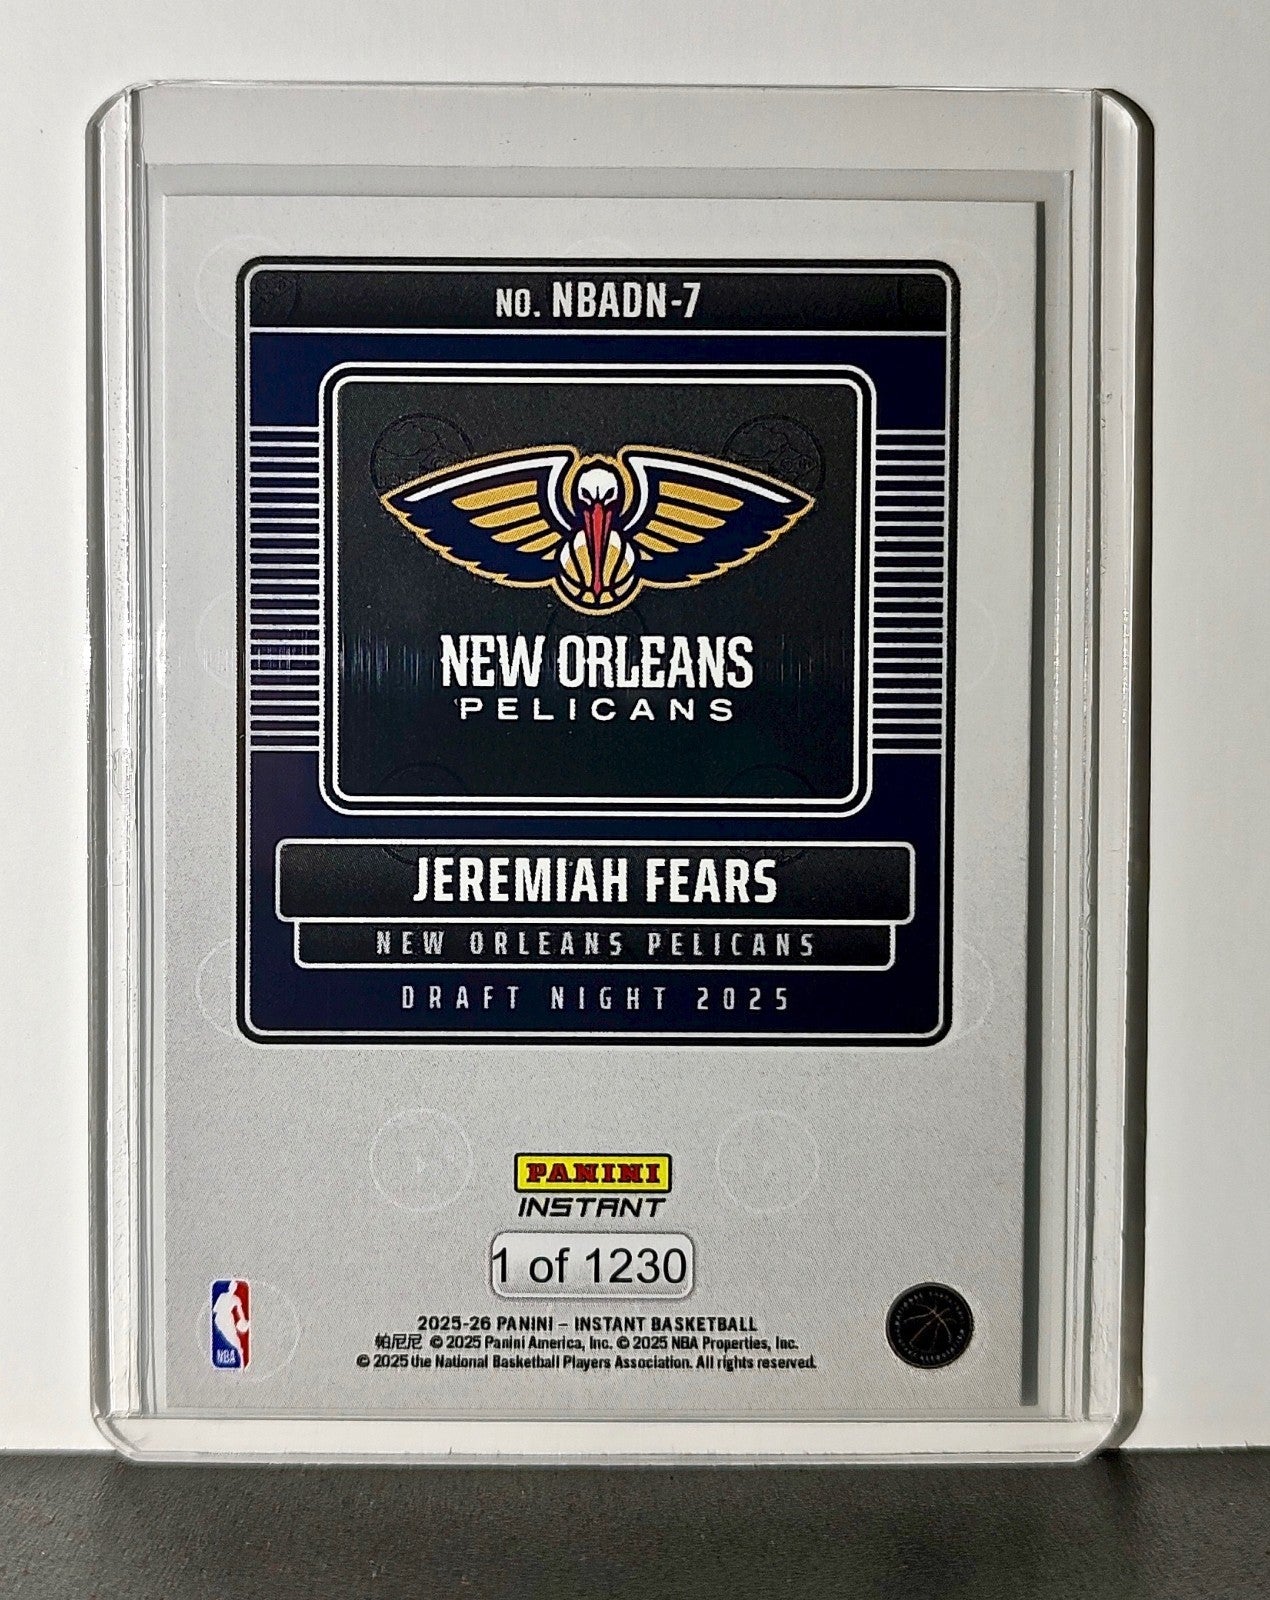 NO. NBADN-7
NEW ORLEANS
PELICANS
JEREMIAH FEARS
NEW ORLEANS PELICANS
DRAFT NIGHT 2025
PANINI
INSTANT
1 of 1230
NBA
2025-26 PANINI – INSTANT BASKETBALL
帕尼尼 © 2025 Panini America, Inc. © 2025 NBA Properties, Inc.
© 2025 the National Basketball Players Association. All rights reserved.